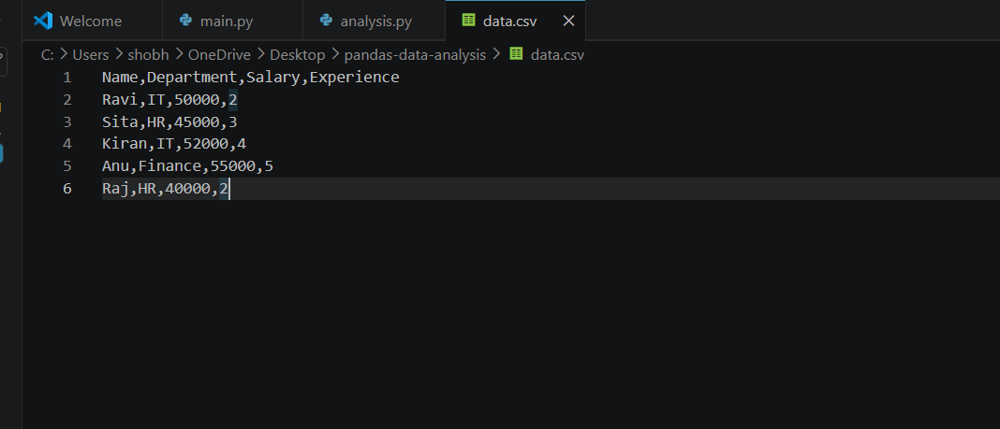 Welcome main.py analysis.py data.csv
C: > Users > shobh > OneDrive > Desktop > pandas-data-analysis > data.csv
1 Name,Department,Salary,Experience
2 Ravi,IT,50000,2
3 Sita,HR,45000,3
4 Kiran,IT,52000,4
5 Anu,Finance,55000,5
6 Raj,HR,40000,2